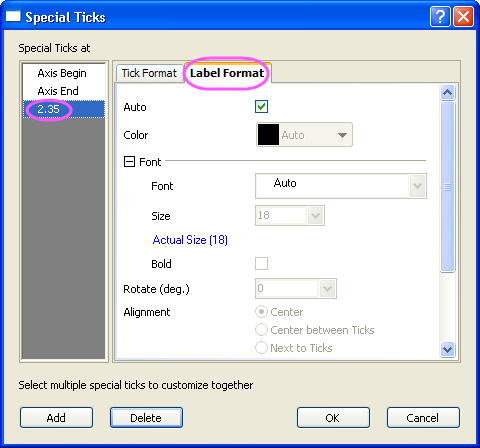 Special Ticks
Special Ticks at
Axis Begin
Axis End
2.35
Tick Format
Label Format
Auto
Color
Auto
Font
Font
Auto
Size
18
Actual Size (18)
Bold
Rotate (deg.)
0
Alignment
Center
Center between Ticks
Next to Ticks
Select multiple special ticks to customize together
Add
Delete
OK
Cancel